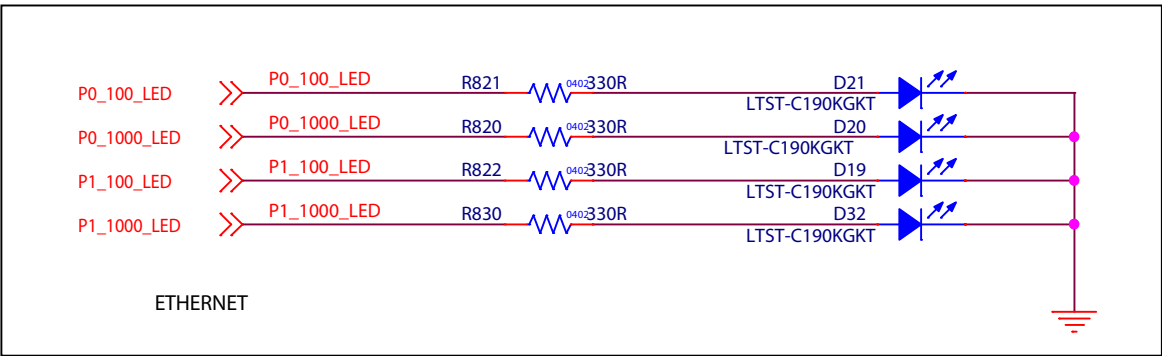 P0_100_LED P0_100_LED R821 0402 330R D21
LTST-C190KGKT
P0_1000_LED P0_1000_LED R820 0402 330R D20
LTST-C190KGKT
P1_100_LED P1_100_LED R822 0402 330R D19
LTST-C190KGKT
P1_1000_LED P1_1000_LED R830 0402 330R D32
LTST-C190KGKT
ETHERNET